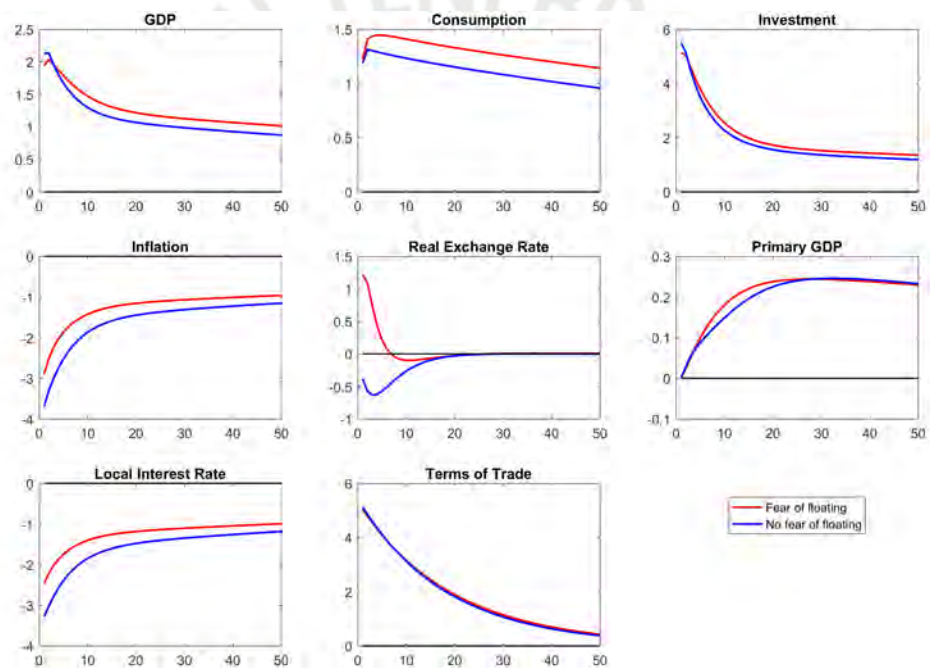 GDP
2.5
2
1.5
1
0.5
0
0 10 20 30 40 50
Consumption
1.5
1
0.5
0
0 10 20 30 40 50
Investment
6
4
2
0
0 10 20 30 40 50
Inflation
0
-1
-2
-3
-4
0 10 20 30 40 50
Real Exchange Rate
1.5
1
0.5
0
-0.5
-1
0 10 20 30 40 50
Primary GDP
0.3
0.2
0.1
0
-0.1
0 10 20 30 40 50
Local Interest Rate
0
-1
-2
-3
-4
0 10 20 30 40 50
Terms of Trade
6
4
2
0
0 10 20 30 40 50
Fear of floating
No fear of floating